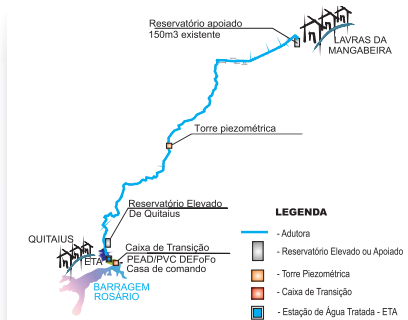 Reservatório apoiado
150m3 existente
LAVRAS DA
MANGABEIRA
Torre piezométrica
Reservatório Elevado
De Quitaius
QUITAIUS
ETA
Caixa de Transição
PEAD/PVC DEFoFo
Casa de comando
BARRAGEM
ROSÁRIO
LEGENDA
- Adutora
- Reservatório Elevado ou Apoiado
- Torre Piezométrica
- Caixa de Transição
- Estação de Água Tratada - ETA